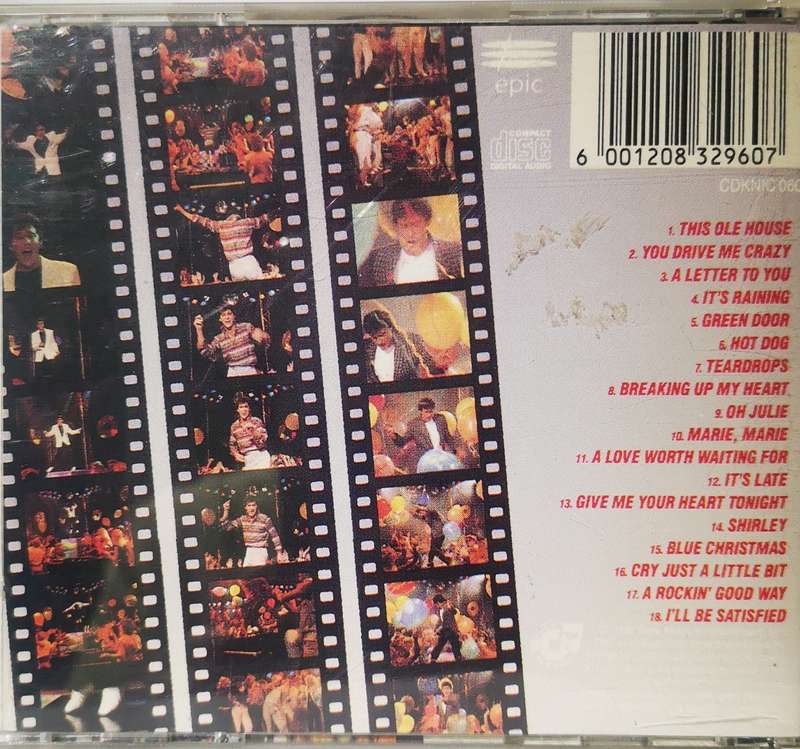 epic
COMPACT
disc
DIGITAL AUDIO
6 001208 329607
CDKNIC 060
1. THIS OLE HOUSE
2. YOU DRIVE ME CRAZY
3. A LETTER TO YOU
4. IT'S RAINING
5. GREEN DOOR
6. HOT DOG
7. TEARDROPS
8. BREAKING UP MY HEART
9. OH JULIE
10. MARIE, MARIE
11. A LOVE WORTH WAITING FOR
12. IT'S LATE
13. GIVE ME YOUR HEART TONIGHT
14. SHIRLEY
15. BLUE CHRISTMAS
16. CRY JUST A LITTLE BIT
17. A ROCKIN' GOOD WAY
18. I'LL BE SATISFIED